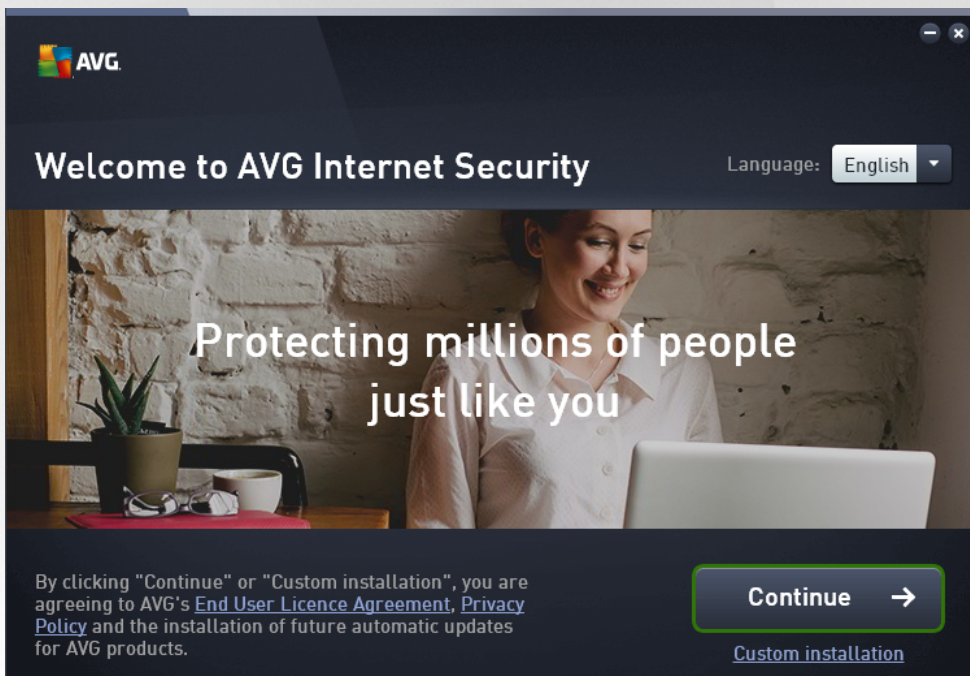 AVG
Welcome to AVG Internet Security
Language: English
Protecting millions of people
just like you
By clicking "Continue" or "Custom installation", you are
agreeing to AVG's End User Licence Agreement, Privacy
Policy and the installation of future automatic updates
for AVG products.
Continue
Custom installation